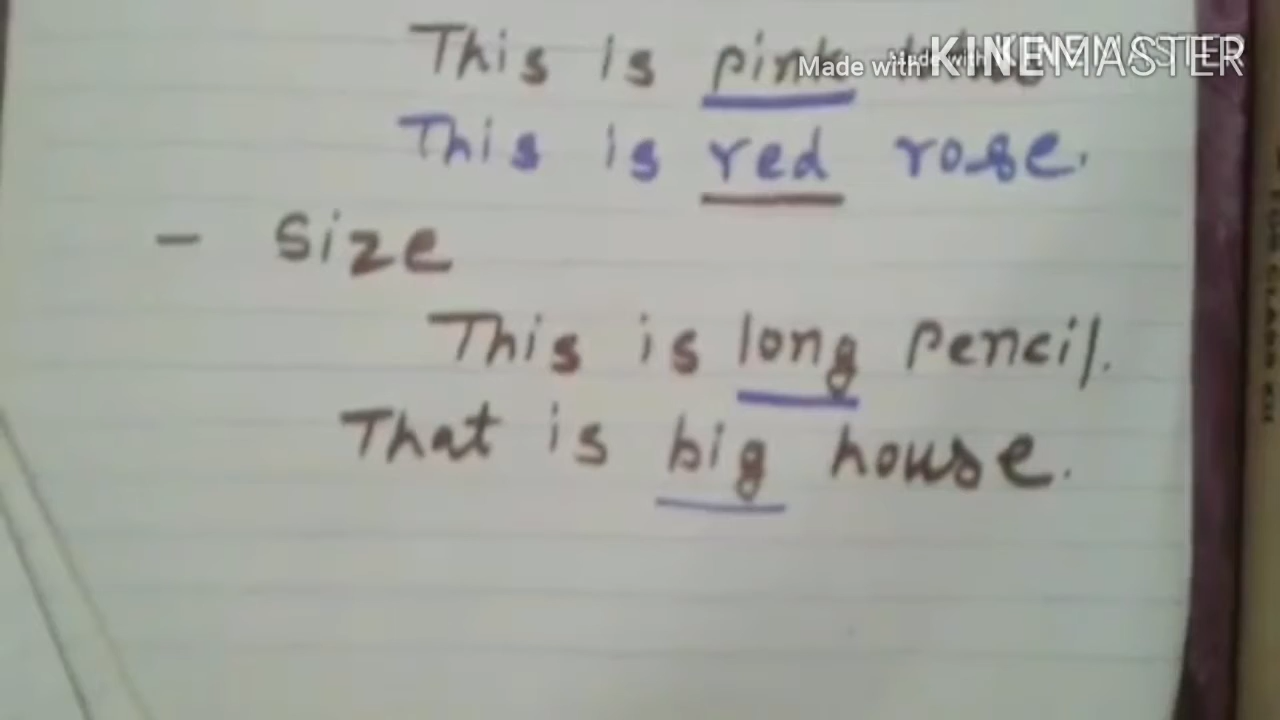 This is pink
Made with KINEMASTER
This is red rose.
- Size
This is long pencil.
That is big house.